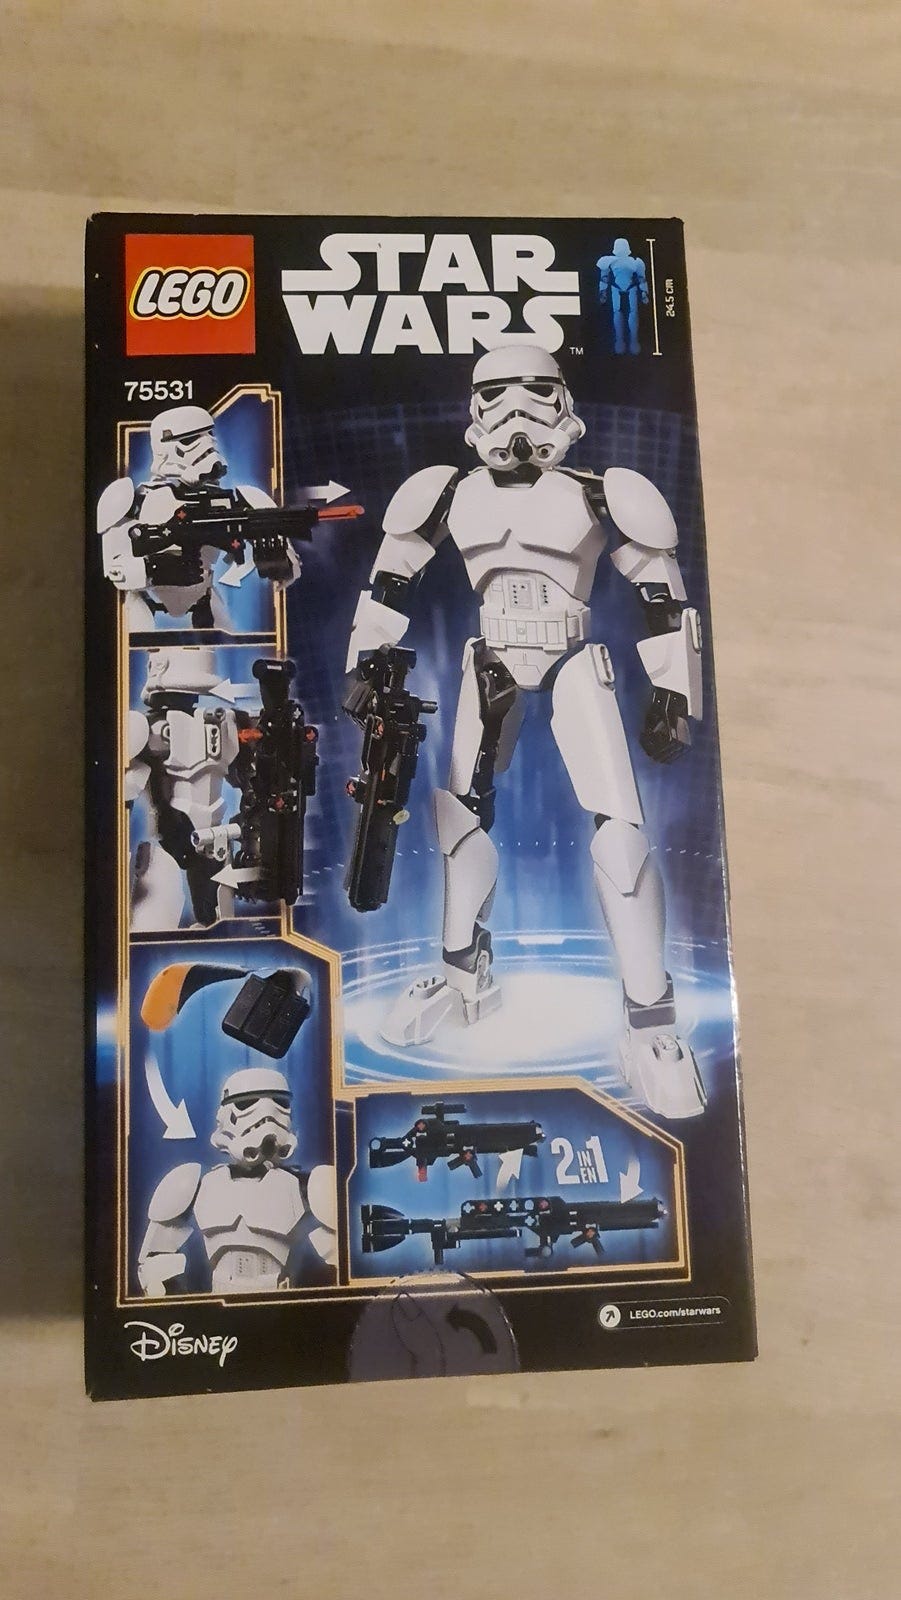 LEGO
STAR
WARS
™
24.5 cm
75531
2 IN EN 1
LEGO.com/starwars
Disney